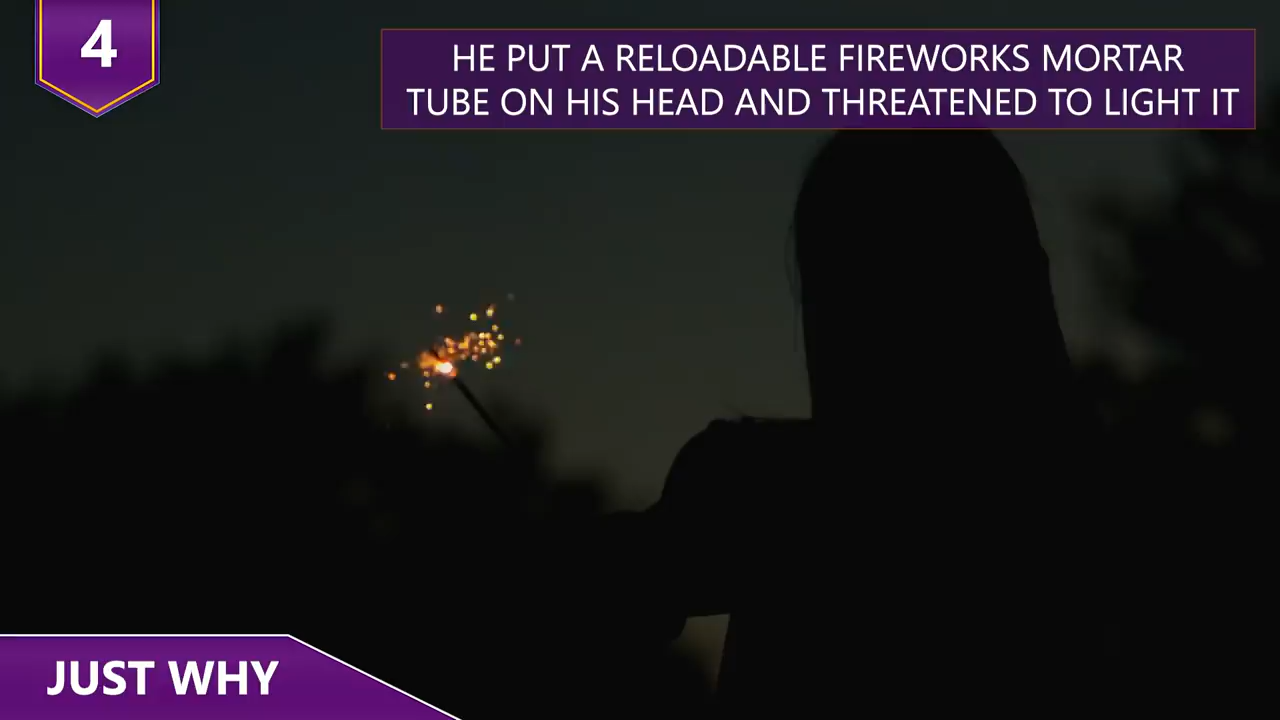 4
HE PUT A RELOADABLE FIREWORKS MORTAR
TUBE ON HIS HEAD AND THREATENED TO LIGHT IT
JUST WHY